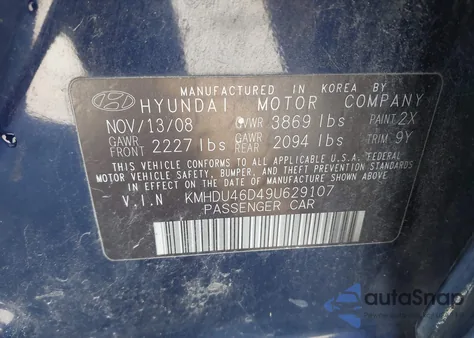 MANUFACTURED IN KOREA BY
HYUNDAI MOTOR COMPANY
NOV/13/08 GVWR 3869 lbs PAINT 2X
GAWR FRONT 2227 lbs GAWR REAR 2094 lbs TRIM 9Y
THIS VEHICLE CONFORMS TO ALL APPLICABLE U.S.A. FEDERAL
MOTOR VEHICLE SAFETY, BUMPER, AND THEFT PREVENTION STANDARDS
IN EFFECT ON THE DATE OF MANUFACTURE SHOWN ABOVE.
V.I.N KMHDU46D49U629107
PASSENGER CAR
autoSnap